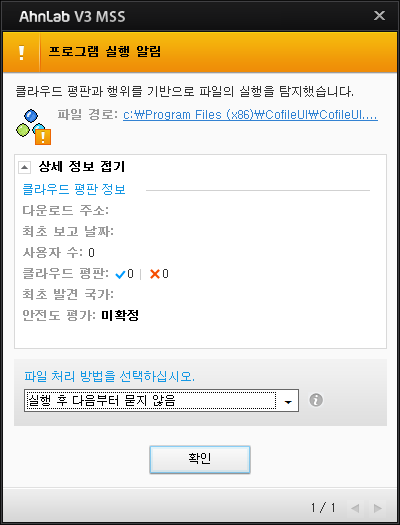 AhnLab V3 MSS
프로그램 실행 알림
클라우드 평판과 행위를 기반으로 파일의 실행을 탐지했습니다.
파일 경로: c:\Program Files (x86)\CofileUI\CofileUI....
상세 정보 접기
클라우드 평판 정보
다운로드 주소:
최초 보고 날짜:
사용자 수: 0
클라우드 평판: ✔0 | ✖0
최초 발견 국가:
안전도 평가: 미확정
파일 처리 방법을 선택하십시오.
실행 후 다음부터 묻지 않음
확인
1 / 1